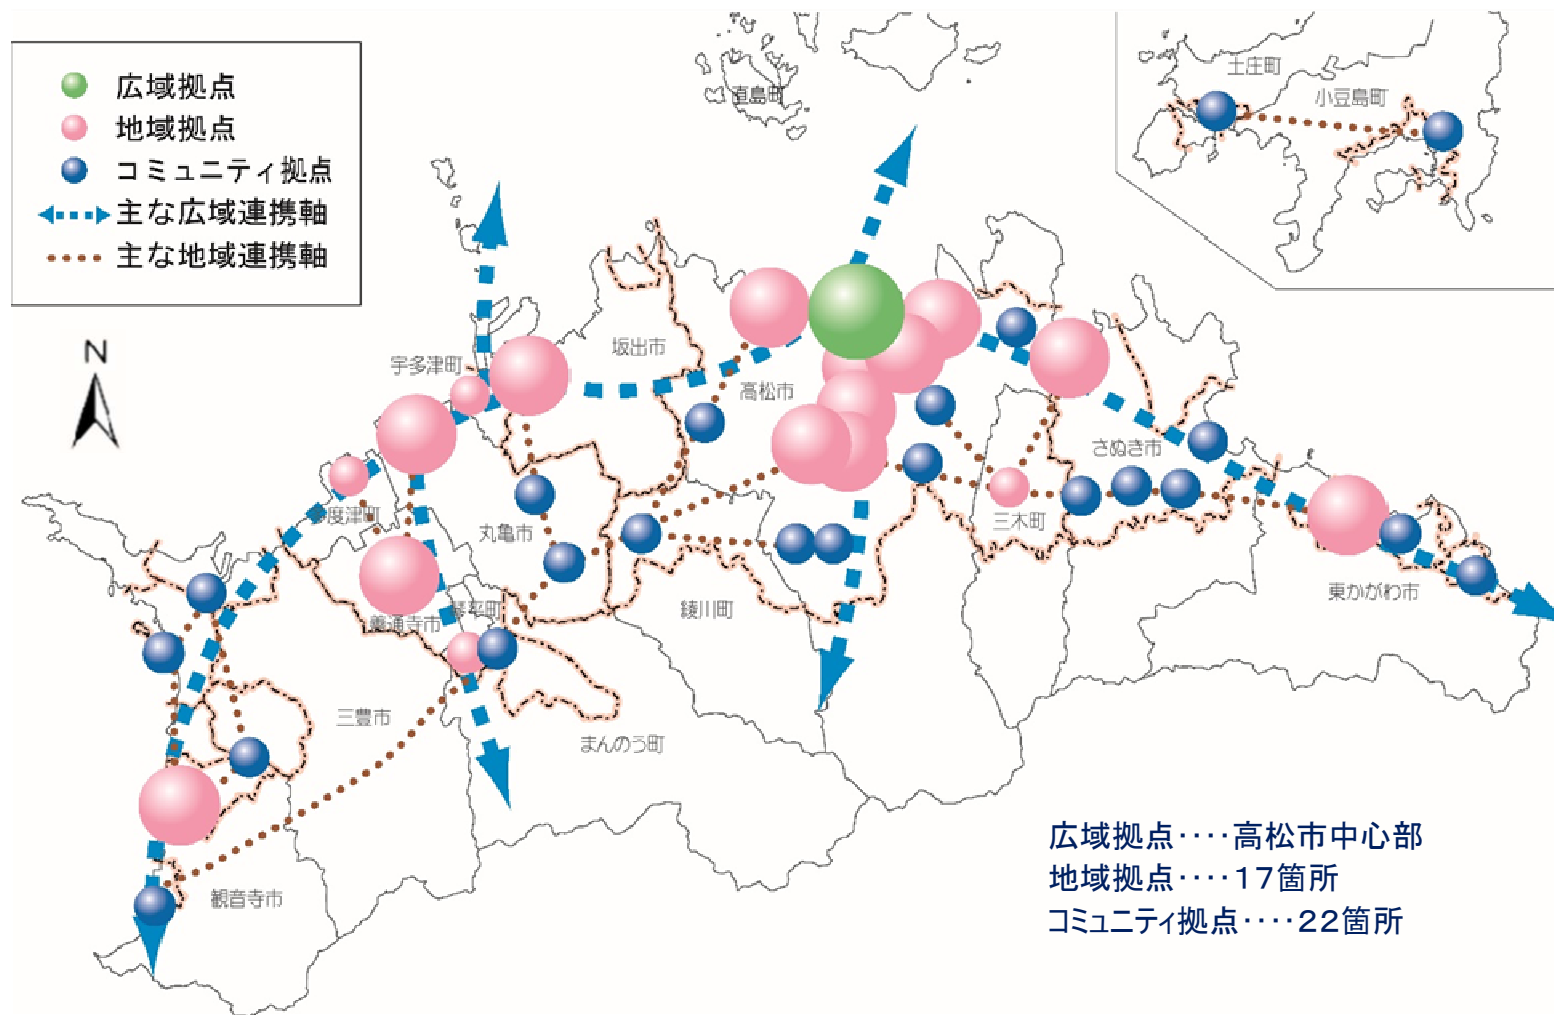 広域拠点
地域拠点
コミュニティ拠点
主な広域連携軸
主な地域連携軸
N
直島町
土庄町
小豆島町
宇多津町
坂出市
高松市
さぬき市
多度津町
丸亀市
三木町
善通寺市
琴平町
綾川町
東かがわ市
三豊市
まんのう町
観音寺市
広域拠点‥‥高松市中心部
地域拠点‥‥17箇所
コミュニティ拠点‥‥22箇所